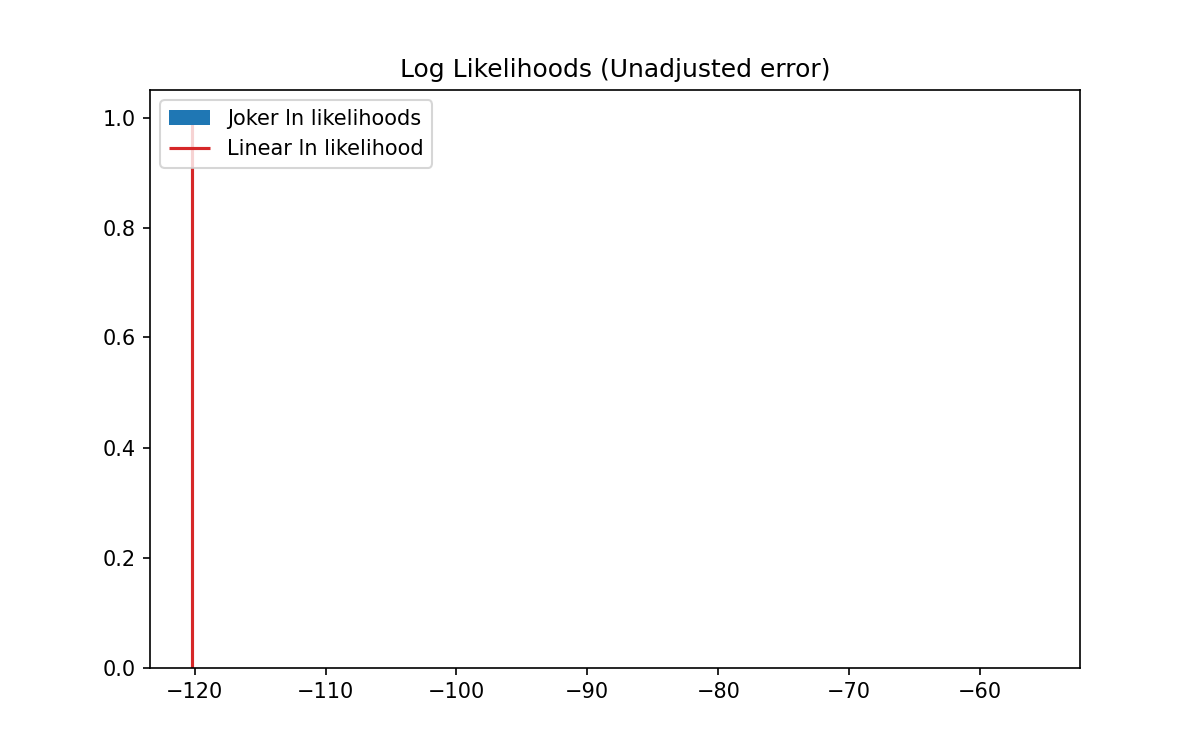 Log Likelihoods (Unadjusted error)
Joker ln likelihoods
Linear ln likelihood
1.0
0.8
0.6
0.4
0.2
0.0
−120 −110 −100 −90 −80 −70 −60